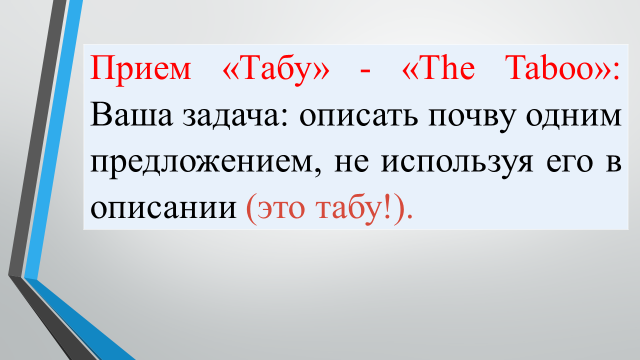 Прием «Табу» - «The Taboo»:
Ваша задача: описать почву одним
предложением, не используя его в
описании (это табу!).